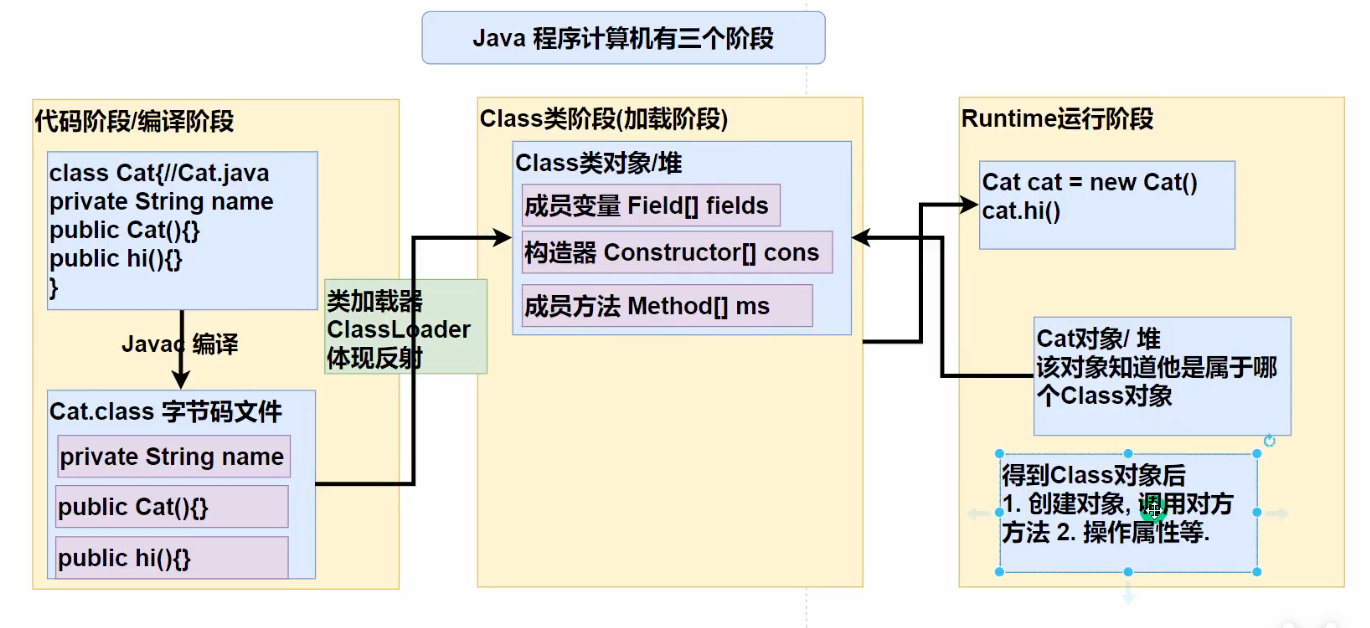 Java 程序计算机有三个阶段
代码阶段/编译阶段
class Cat{//Cat.java
private String name
public Cat(){}
public hi(){}
}
Javac 编译
Cat.class 字节码文件
private String name
public Cat(){}
public hi(){}
类加载器
ClassLoader
体现反射
Class类阶段(加载阶段)
Class类对象/堆
成员变量 Field[] fields
构造器 Constructor[] cons
成员方法 Method[] ms
Runtime运行阶段
Cat cat = new Cat()
cat.hi()
Cat对象/ 堆
该对象知道他是属于哪
个Class对象
得到Class对象后
1. 创建对象, 调用对方
方法 2. 操作属性等.